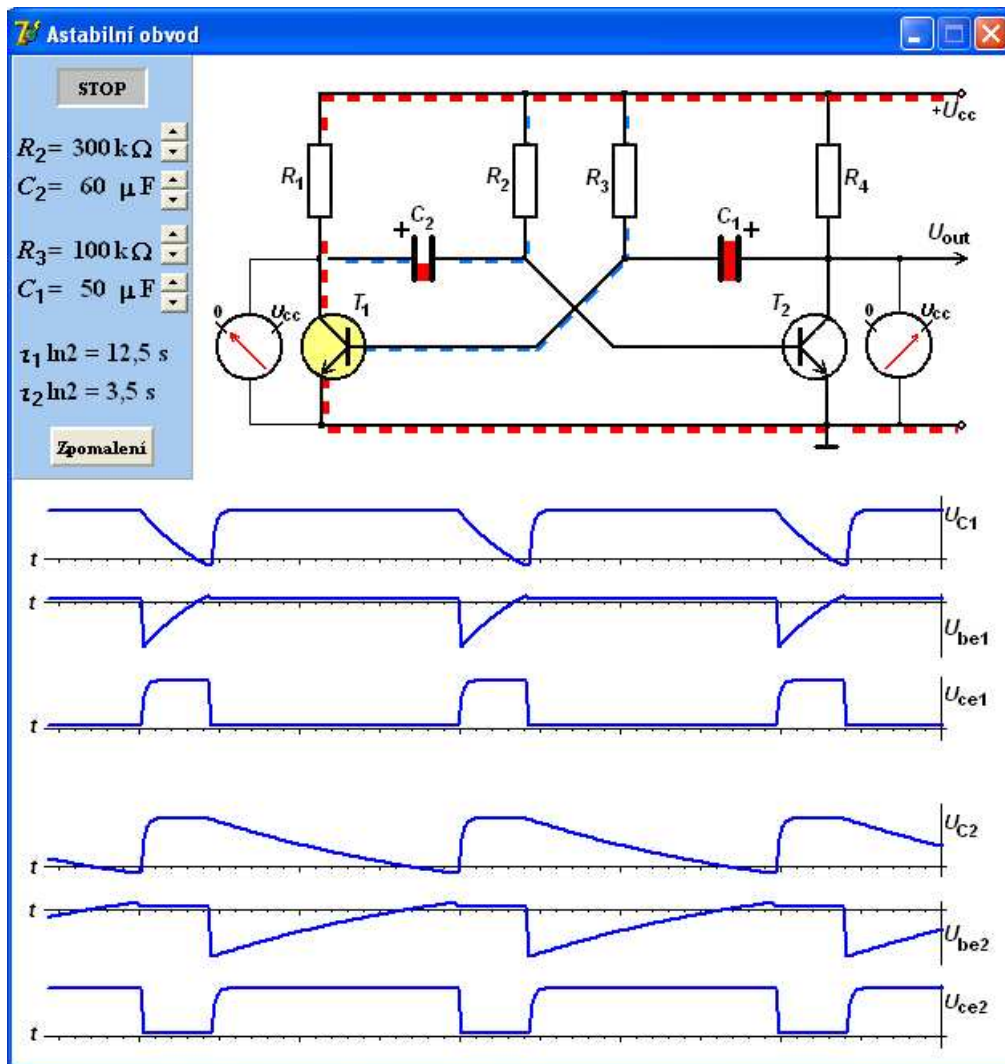 Astabilní obvod
STOP
R2= 300 kΩ
C2= 60 μF
R3= 100 kΩ
C1= 50 μF
τ1 ln2 = 12,5 s
τ2 ln2 = 3,5 s
Zpomalení
+Ucc
R1
R2
R3
R4
+ C2
C1 +
Uout
0 Ucc
T1
T2
0 Ucc
UC1
t
t
Ube1
Uce1
t
UC2
t
t
Ube2
Uce2
t